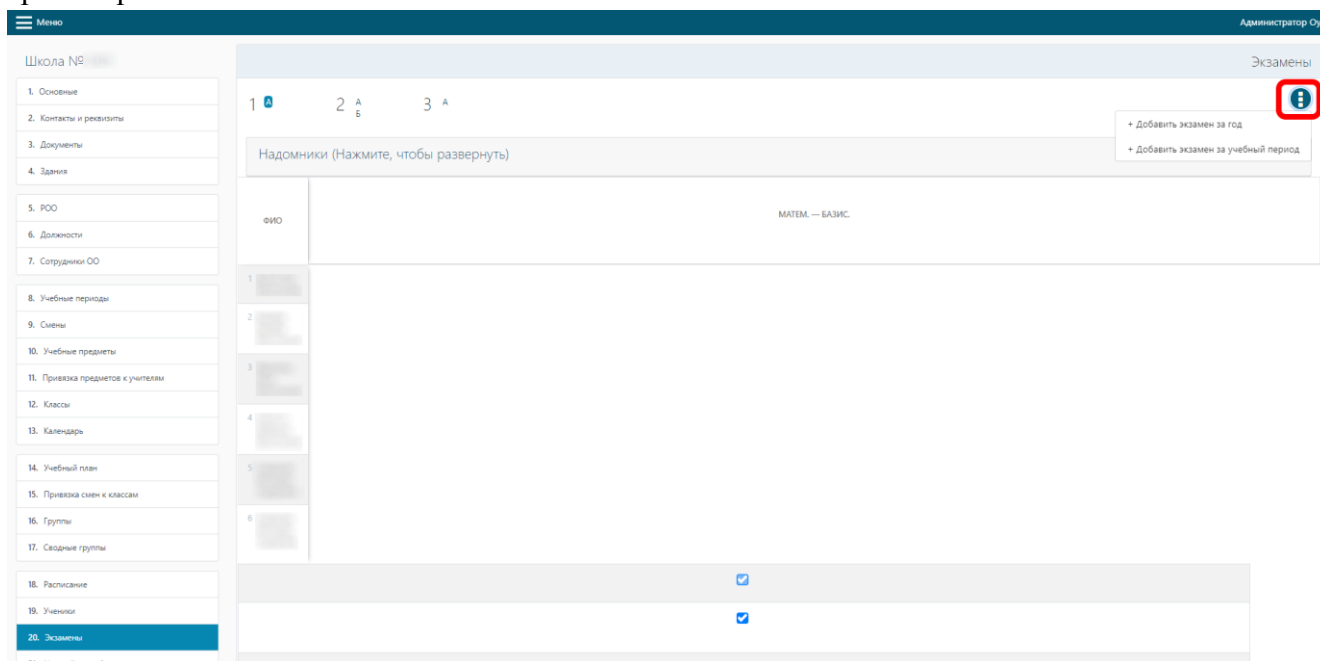 Меню
Администратор Оу
Школа №
Экзамены
1. Основные
2. Контакты и реквизиты
3. Документы
4. Здания
5. РОО
6. Должности
7. Сотрудники ОО
8. Учебные периоды
9. Смены
10. Учебные предметы
11. Привязка предметов к учителям
12. Классы
13. Календарь
14. Учебный план
15. Привязка смен к классам
16. Группы
17. Сводные группы
18. Расписание
19. Ученики
20. Экзамены
1 А 2 А Б 3 А
+ Добавить экзамен за год
+ Добавить экзамен за учебный период
Надомники (Нажмите, чтобы развернуть)
ФИО
МАТЕМ. — БАЗИС.
1
2
3
4
5
6